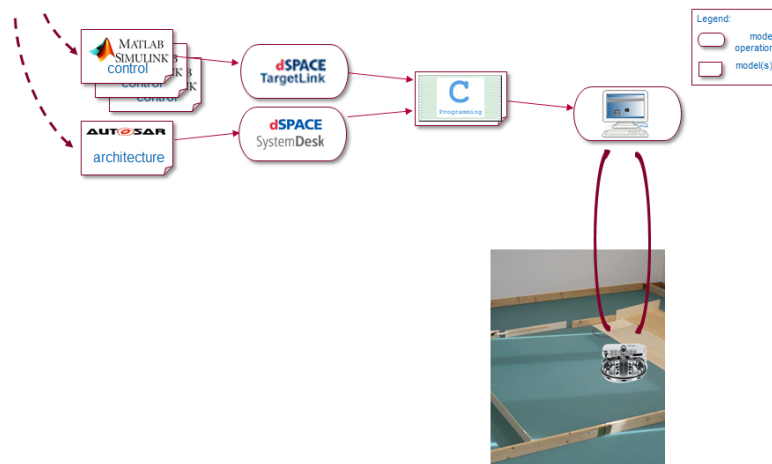 MATLAB
SIMULINK
control
control
control
B
K
B
K
dSPACE
TargetLink
AUTOSAR
architecture
dSPACE
SystemDesk
C
Programming
Legend:
mode
operation
model(s)